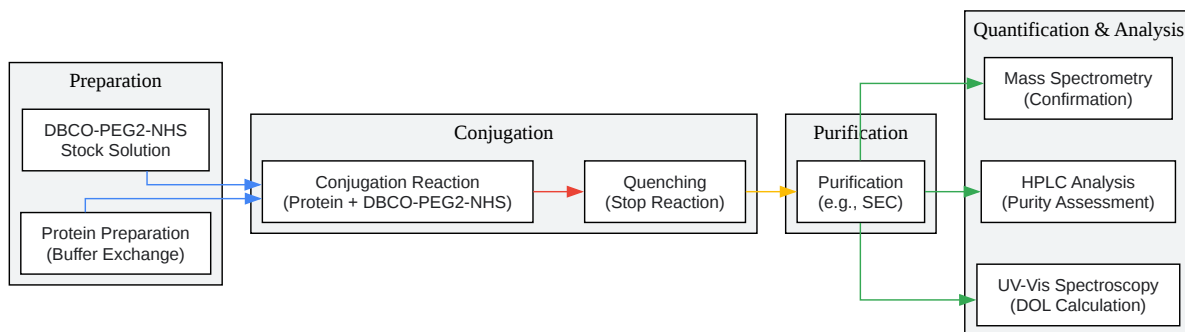 Preparation
DBCO-PEG2-NHS
Stock Solution
Protein Preparation
(Buffer Exchange)
Conjugation
Conjugation Reaction
(Protein + DBCO-PEG2-NHS)
Quenching
(Stop Reaction)
Purification
Purification
(e.g., SEC)
Quantification & Analysis
Mass Spectrometry
(Confirmation)
HPLC Analysis
(Purity Assessment)
UV-Vis Spectroscopy
(DOL Calculation)